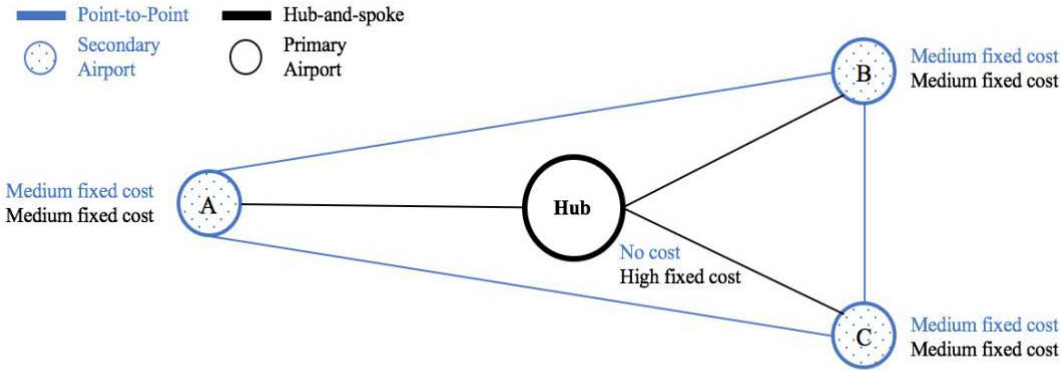 Point-to-Point
Hub-and-spoke
Secondary
Airport
Primary
Airport
B
Medium fixed cost
Medium fixed cost
Medium fixed cost
Medium fixed cost
A
Hub
No cost
High fixed cost
C
Medium fixed cost
Medium fixed cost